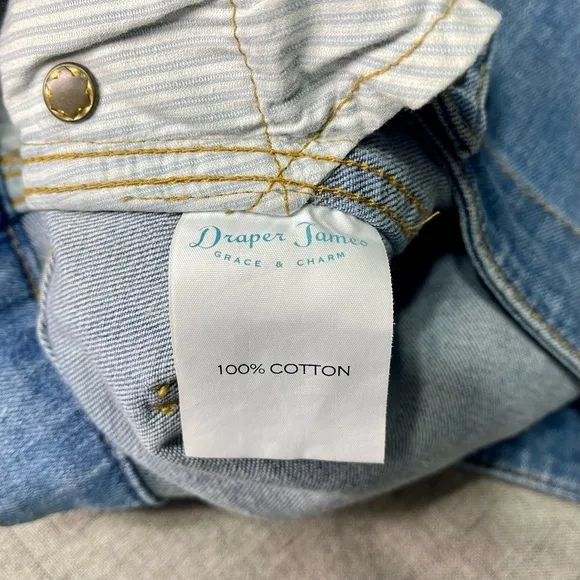 Draper James
GRACE & CHARM
100% COTTON